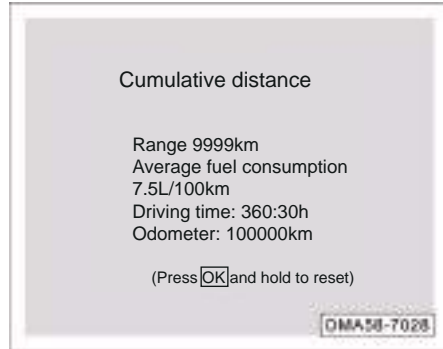 Cumulative distance
Range 9999km
Average fuel consumption
7.5L/100km
Driving time: 360:30h
Odometer: 100000km
(Press OK and hold to reset)
DMA58-7028